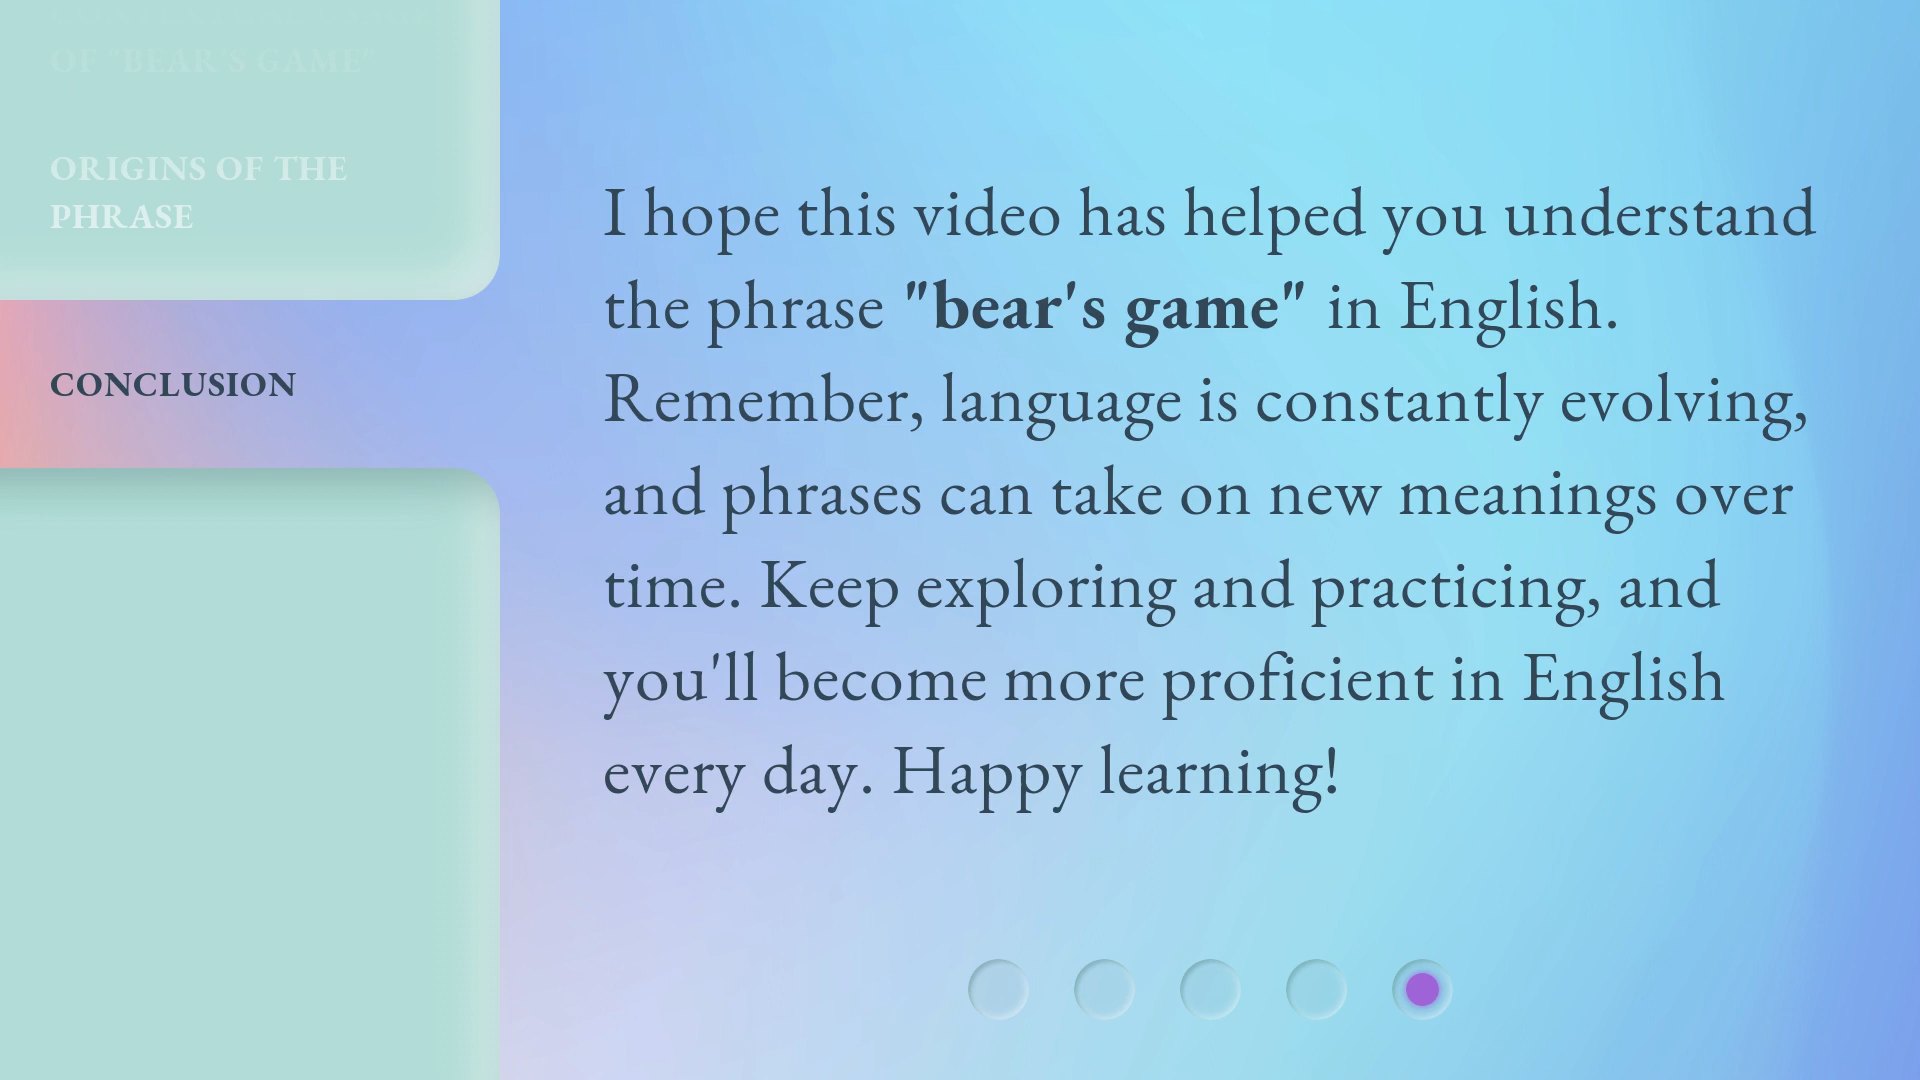 OF "BEAR'S GAME"
ORIGINS OF THE
PHRASE
CONCLUSION
I hope this video has helped you understand
the phrase "bear's game" in English.
Remember, language is constantly evolving,
and phrases can take on new meanings over
time. Keep exploring and practicing, and
you'll become more proficient in English
every day. Happy learning!